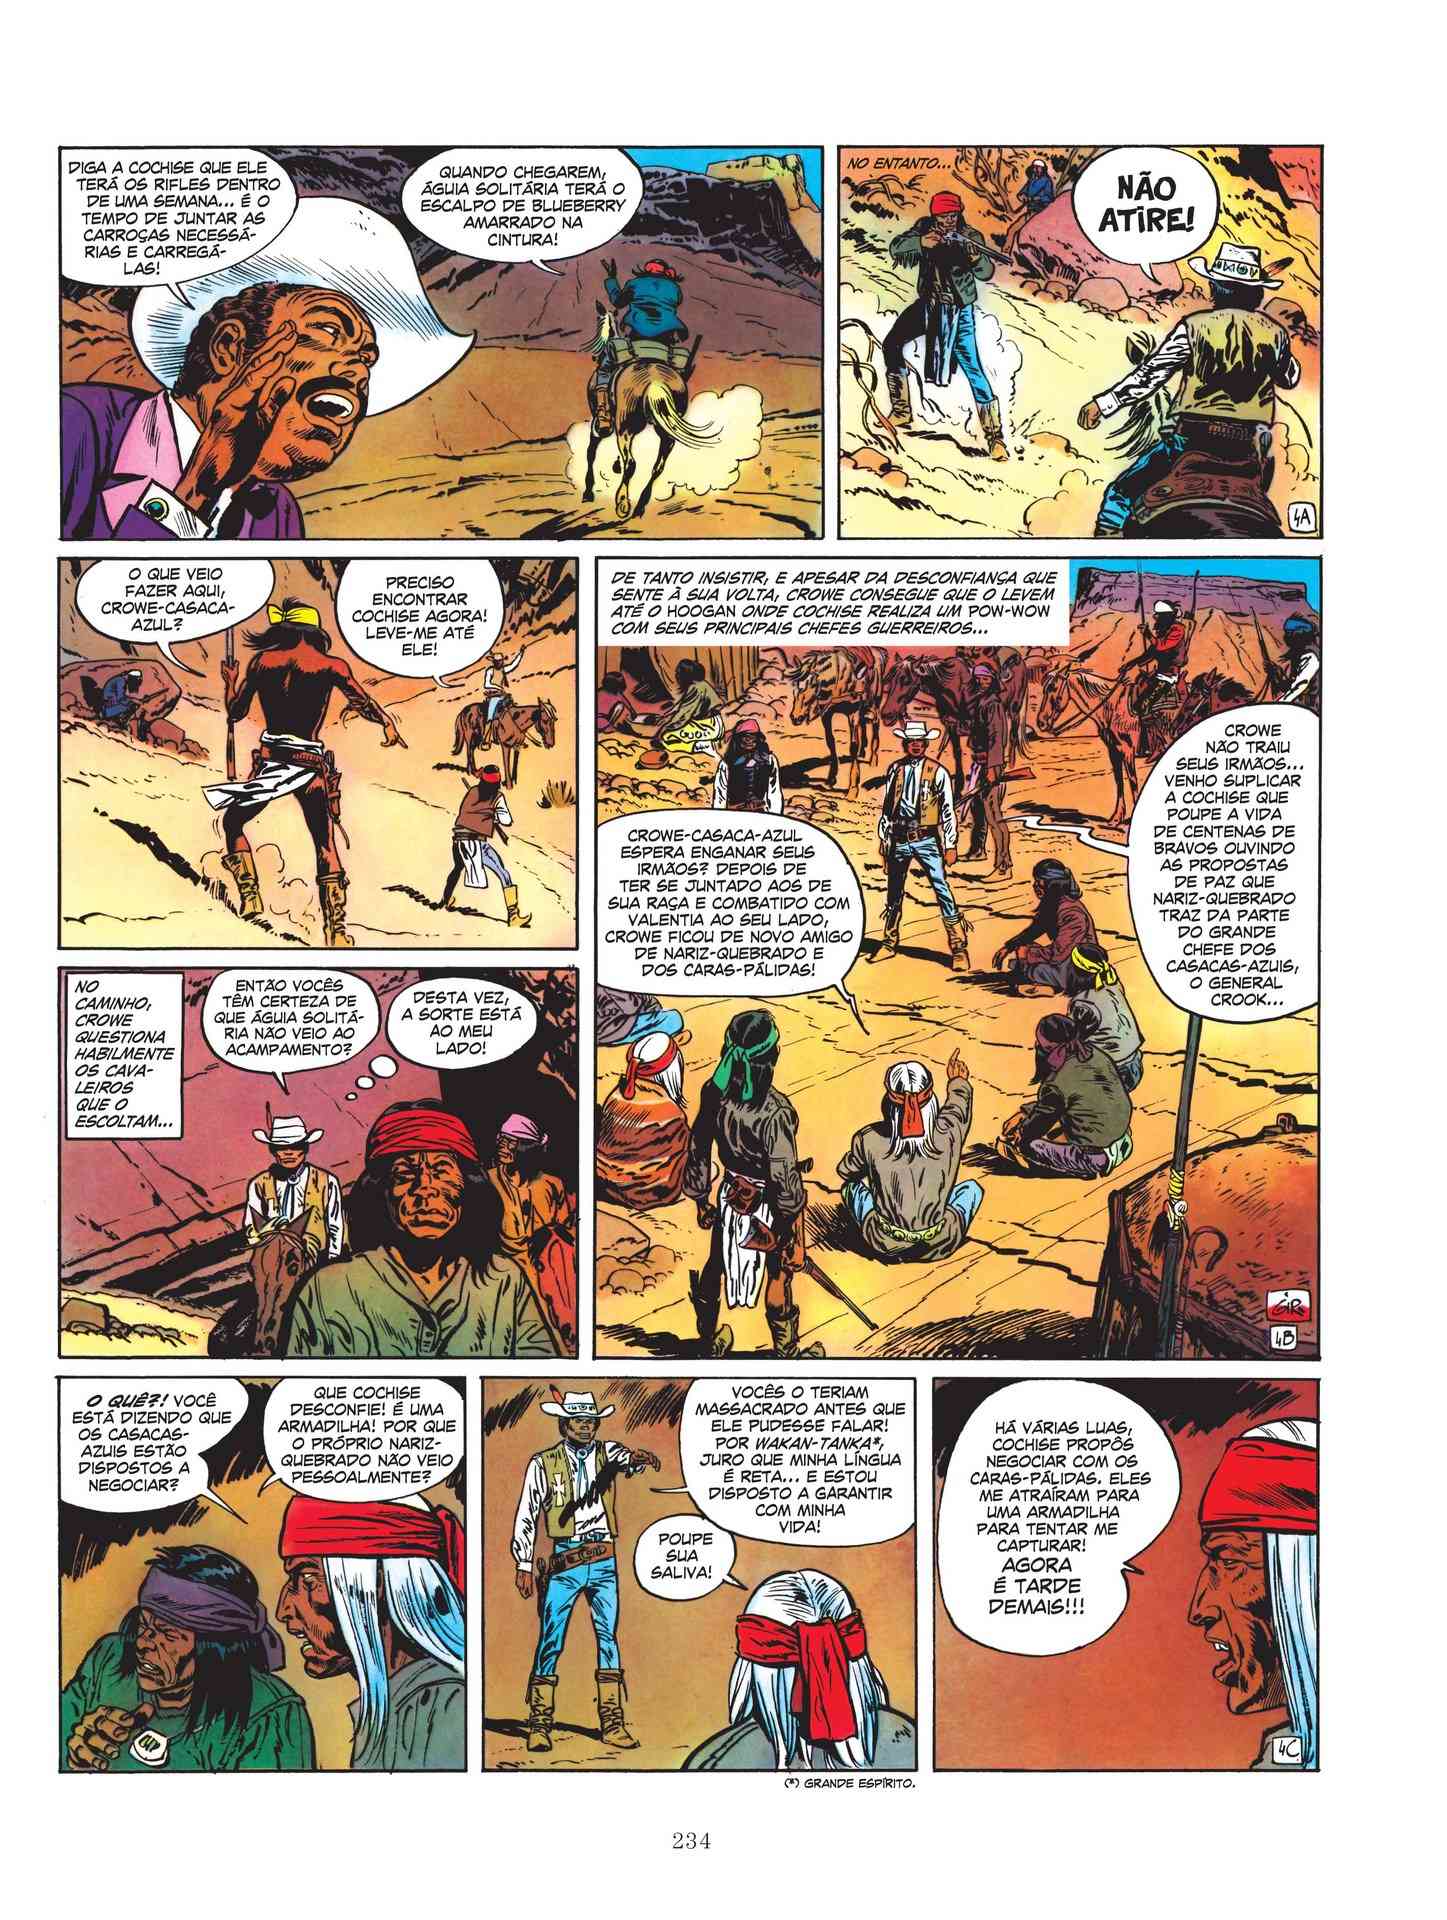 DIGA A COCHISE QUE ELE
TERÁ OS RIFLES DENTRO
DE UMA SEMANA... É O
TEMPO DE JUNTAR AS
CARROÇAS NECESSÁ-
RIAS E CARREGÁ-
LAS!
QUANDO CHEGAREM,
ÁGUIA SOLITÁRIA TERÁ O
ESCALPO DE BLUEBERRY
AMARRADO NA
CINTURA!
NO ENTANTO...
NÃO
ATIRE!
4A
O QUE VEIO
FAZER AQUI,
CROWE-CASACA-
AZUL?
PRECISO
ENCONTRAR
COCHISE AGORA!
LEVE-ME ATÉ
ELE!
NO
CAMINHO,
CROWE
QUESTIONA
HABILMENTE
OS CAVA-
LEIROS
QUE O
ESCOLTAM...
ENTÃO VOCÊS
TÊM CERTEZA DE
QUE ÁGUIA SOLITÁ-
RIA NÃO VEIO AO
ACAMPAMENTO?
DESTA VEZ,
A SORTE ESTÁ
AO MEU
LADO!
DE TANTO INSISTIR, E APESAR DA DESCONFIANÇA QUE
SENTE À SUA VOLTA, CROWE CONSEGUE QUE O LEVEM
ATÉ O HOOGAN ONDE COCHISE REALIZA UM POW-WOW
COM SEUS PRINCIPAIS CHEFES GUERREIROS...
CROWE-CASACA-AZUL
ESPERA ENGANAR SEUS
IRMÃOS? DEPOIS DE
TER SE JUNTADO AOS DE
SUA RAÇA E COMBATIDO COM
VALENTIA AO SEU LADO,
CROWE FICOU DE NOVO AMIGO
DE NARIZ-QUEBRADO E
DOS CARAS-PÁLIDAS!
CROWE
NÃO TRAIU
SEUS IRMÃOS...
VENHO SUPLICAR
A COCHISE QUE
POUPE A VIDA
DE CENTENAS DE
BRAVOS OUVINDO
AS PROPOSTAS
DE PAZ QUE
NARIZ-QUEBRADO
TRAZ DA PARTE
DO GRANDE
CHEFE DOS
CASACAS-AZUIS,
O GENERAL
CROOK...
GIR
4B
O QUÊ?! VOCÊ
ESTÁ DIZENDO QUE
OS CASACAS-
AZUIS ESTÃO
DISPOSTOS A
NEGOCIAR?
QUE COCHISE
DESCONFIE! É UMA
ARMADILHA! POR QUE
O PRÓPRIO NARIZ-
QUEBRADO NÃO VEIO
PESSOALMENTE?
VOCÊS O TERIAM
MASSACRADO ANTES QUE
ELE PUDESSE FALAR!
POR WAKAN-TANKA*,
JURO QUE MINHA LÍNGUA
É RETA... E ESTOU
DISPOSTO A GARANTIR
COM MINHA
VIDA!
POUPE
SUA
SALIVA!
HÁ VÁRIAS LUAS,
COCHISE PROPÔS
NEGOCIAR COM OS
CARAS-PÁLIDAS. ELES
ME ATRAÍRAM PARA
UMA ARMADILHA
PARA TENTAR ME
CAPTURAR!
AGORA
É TARDE
DEMAIS!!!
4C
(*) GRANDE ESPÍRITO.
234